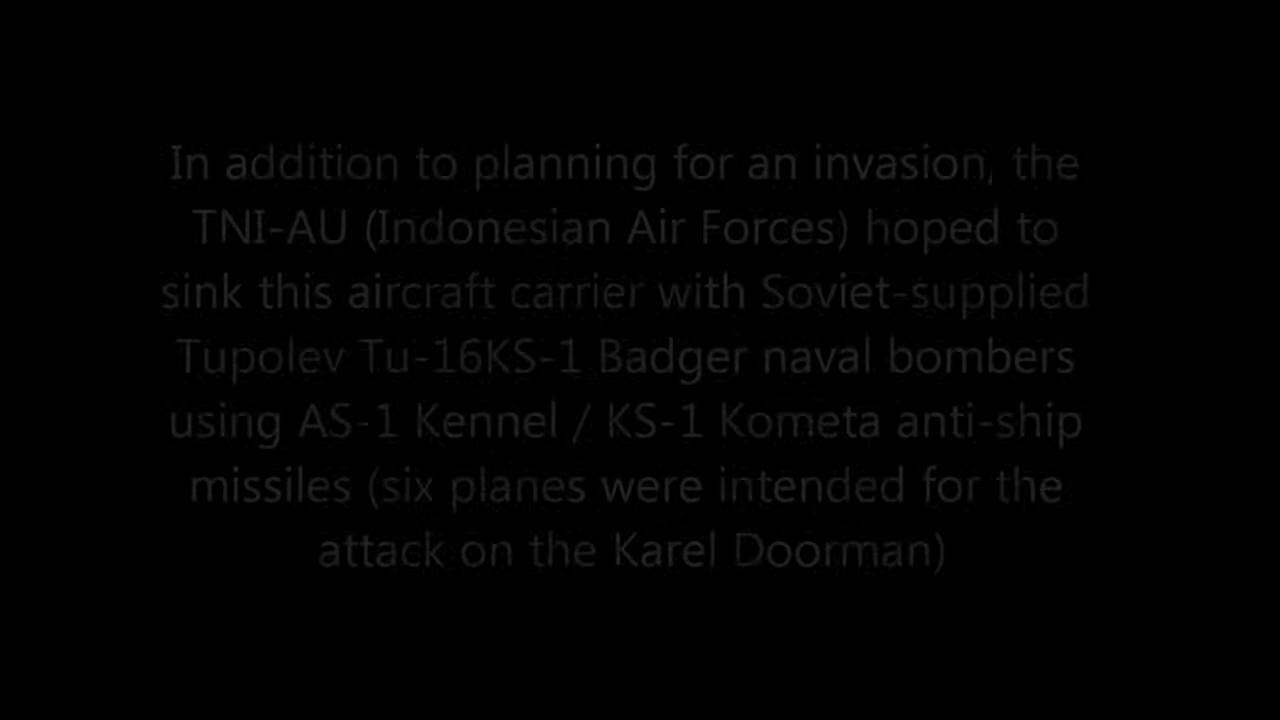 In addition to planning for an invasion, the
TNI-AU (Indonesian Air Forces) hoped to
sink this aircraft carrier with Soviet-supplied
Tupolev Tu-16KS-1 Badger naval bombers
using AS-1 Kennel / KS-1 Kometa anti-ship
missiles (six planes were intended for the
attack on the Karel Doorman)